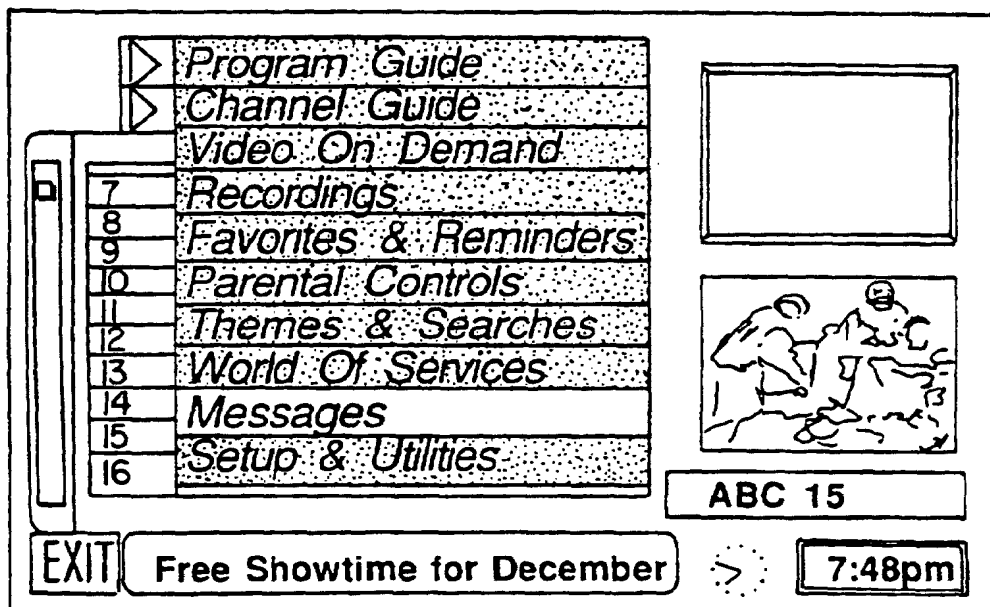 Program Guide
Channel Guide
Video On Demand
7 Recordings
8
9 Favorites & Reminders
10 Parental Controls
11
12 Themes & Searches
13 World Of Services
14 Messages
15
16 Setup & Utilities
ABC 15
EXIT Free Showtime for December 7:48pm